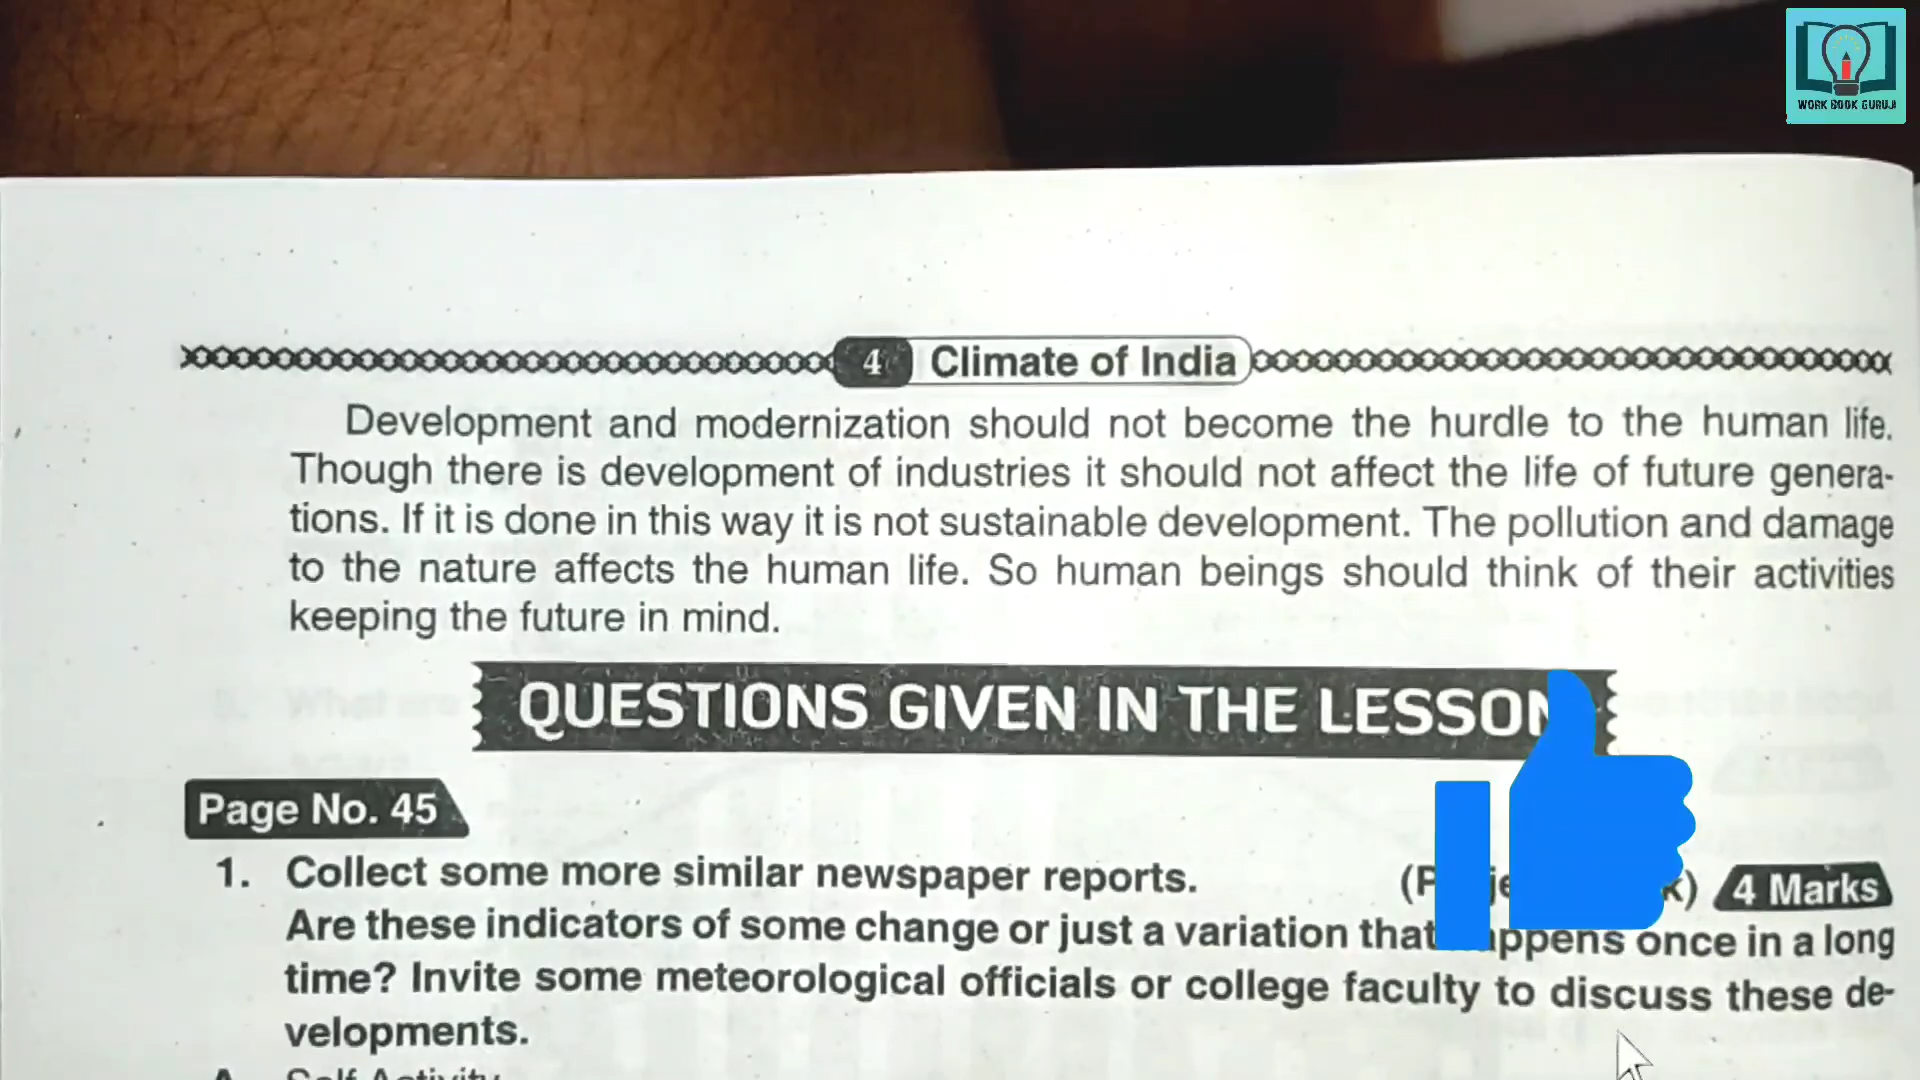 WORK BOOK GURUJI
4 Climate of India
Development and modernization should not become the hurdle to the human life.
Though there is development of industries it should not affect the life of future genera-
tions. If it is done in this way it is not sustainable development. The pollution and damage
to the nature affects the human life. So human beings should think of their activities
keeping the future in mind.
QUESTIONS GIVEN IN THE LESSON
Page No. 45
1. Collect some more similar newspaper reports. 4 Marks
Are these indicators of some change or just a variation that happens once in a long
time? Invite some meteorological officials or college faculty to discuss these de-
velopments.
A. Self Activity